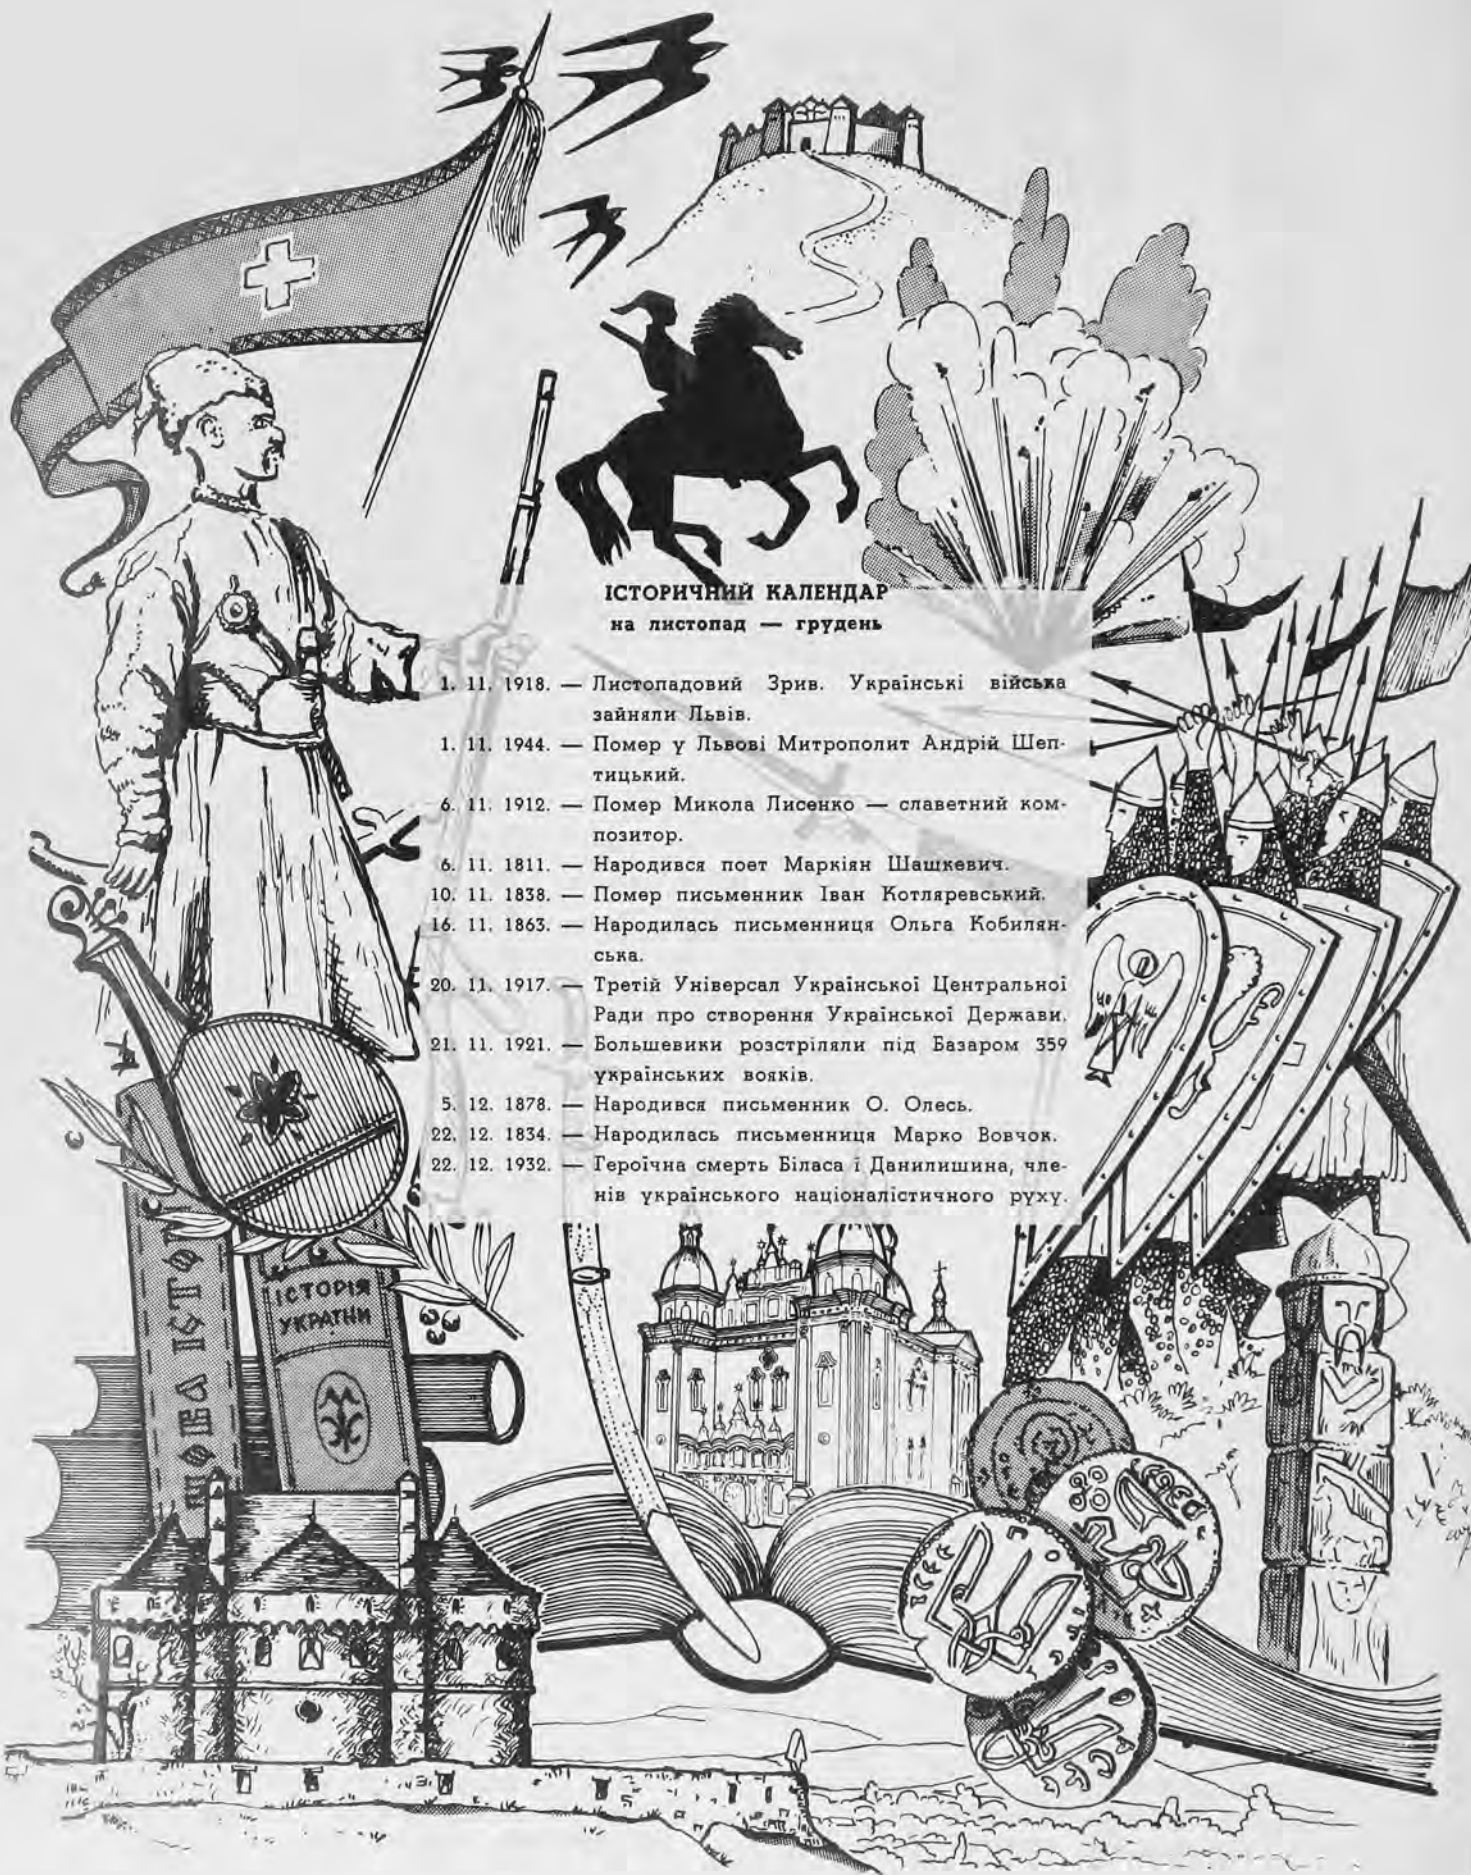 ІСТОРИЧНИЙ КАЛЕНДАР
на листопад — грудень
1. 11. 1918. — Листопадовий Зрив. Українські війська
зайняли Львів.
1. 11. 1944. — Помер у Львові Митрополит Андрій Шеп-
тицький.
6. 11. 1912. — Помер Микола Лисенко — славетний ком-
позитор.
6. 11. 1811. — Народився поет Маркіян Шашкевич.
10. 11. 1838. — Помер письменник Іван Котляревський.
16. 11. 1863. — Народилась письменниця Ольга Кобилян-
ська.
20. 11. 1917. — Третій Універсал Української Центральної
Ради про створення Української Держави.
21. 11. 1921. — Большевики розстріляли під Базаром 359
українських вояків.
5. 12. 1878. — Народився письменник О. Олесь.
22. 12. 1834. — Народилась письменниця Марко Вовчок.
22. 12. 1932. — Героїчна смерть Біласа і Данилишина, чле-
нів українського націоналістичного руху.
ІСТОРІЯ
УКРАЇНИ